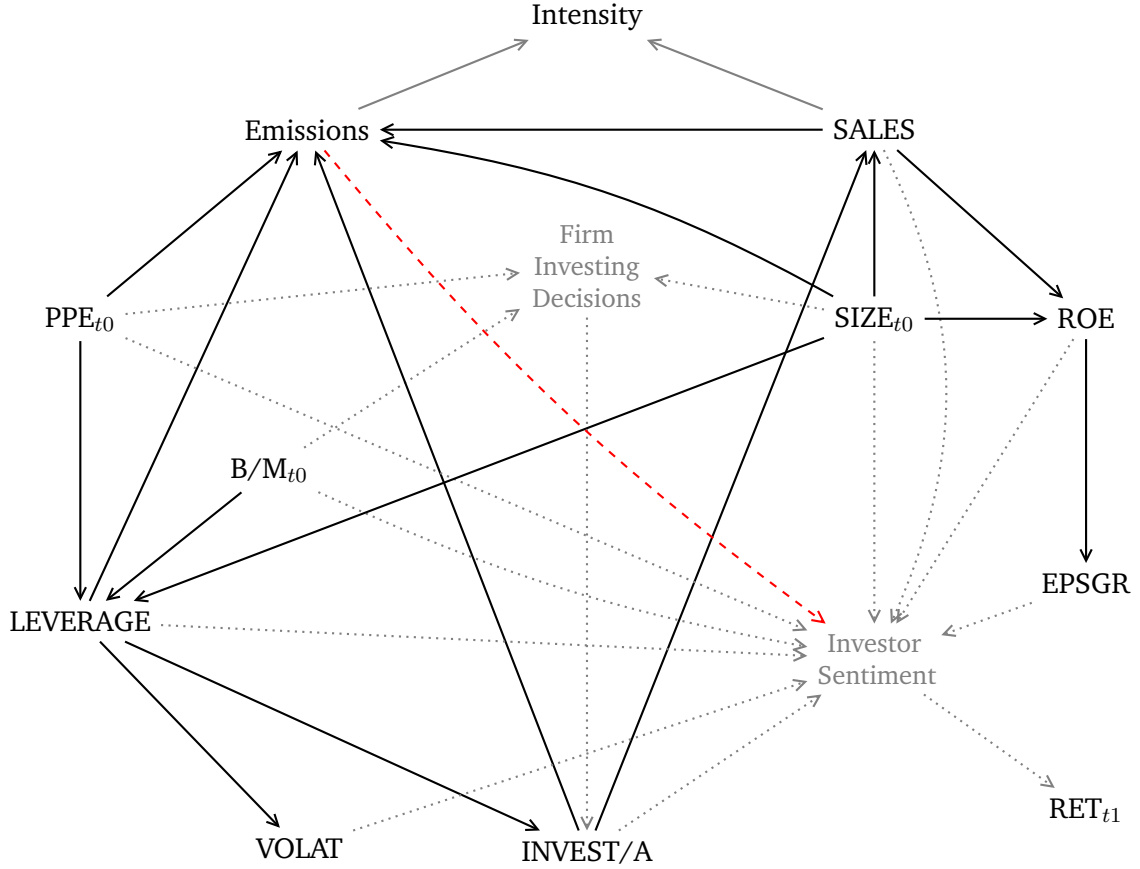 Intensity
Emissions
SALES
Firm
Investing
Decisions
PPEt0
SIZEt0
ROE
B/Mt0
EPSGR
LEVERAGE
Investor
Sentiment
RETt1
VOLAT
INVEST/A